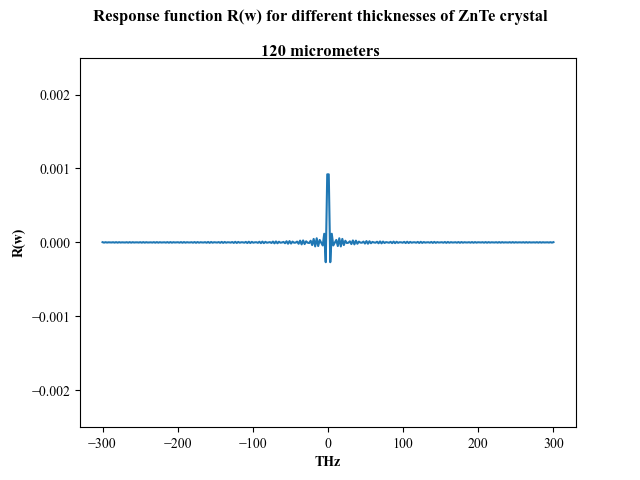 Response function R(w) for different thicknesses of ZnTe crystal
120 micrometers
0.002
0.001
0.000
−0.001
−0.002
R(w)
−300 −200 −100 0 100 200 300
THz